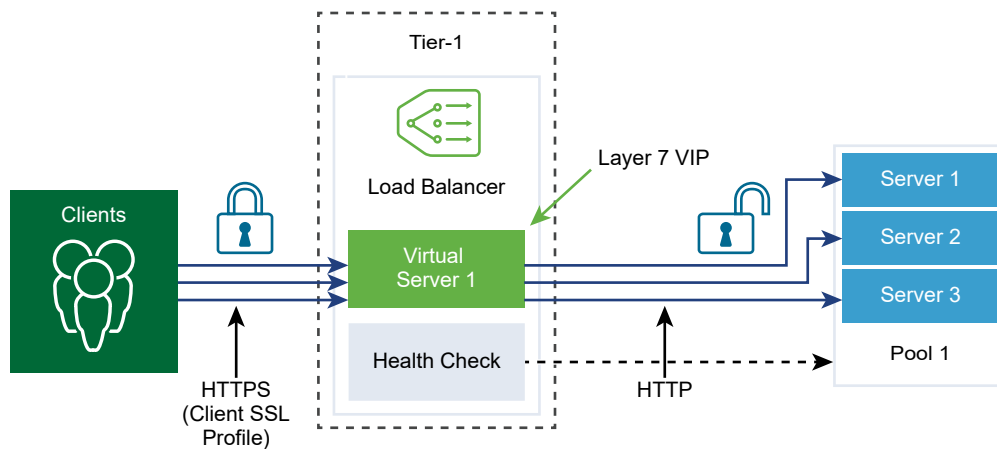 Tier-1
Load Balancer
Layer 7 VIP
Clients
Virtual
Server 1
Server 1
Server 2
Server 3
Health Check
Pool 1
HTTPS
(Client SSL
Profile)
HTTP